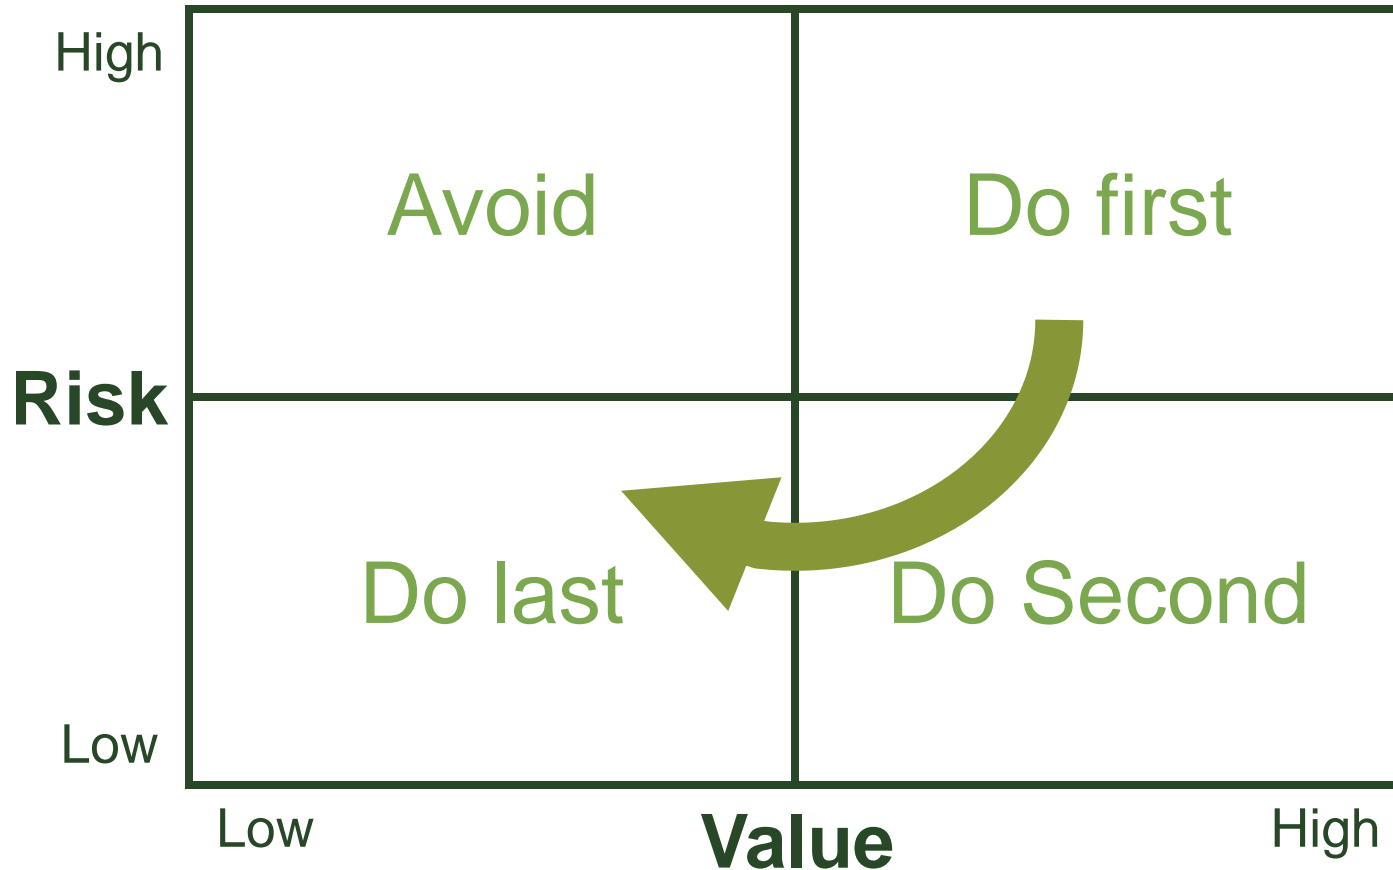 High
Avoid
Do first
Risk
Do last
Do Second
Low
Low
Value
High